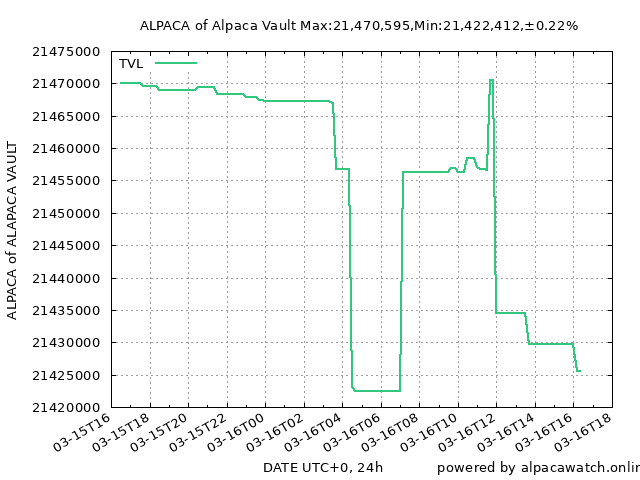 ALPACA of Alpaca Vault Max:21,470,595,Min:21,422,412,±0.22%
TVL
21475000
21470000
21465000
21460000
21455000
21450000
21445000
21440000
21435000
21430000
21425000
21420000
ALPACA of ALAPACA VAULT
03-15T16
03-15T18
03-15T20
03-15T22
03-16T00
03-16T02
03-16T04
03-16T06
03-16T08
03-16T10
03-16T12
03-16T14
03-16T16
03-16T18
DATE UTC+0, 24h
powered by alpacawatch.onlin